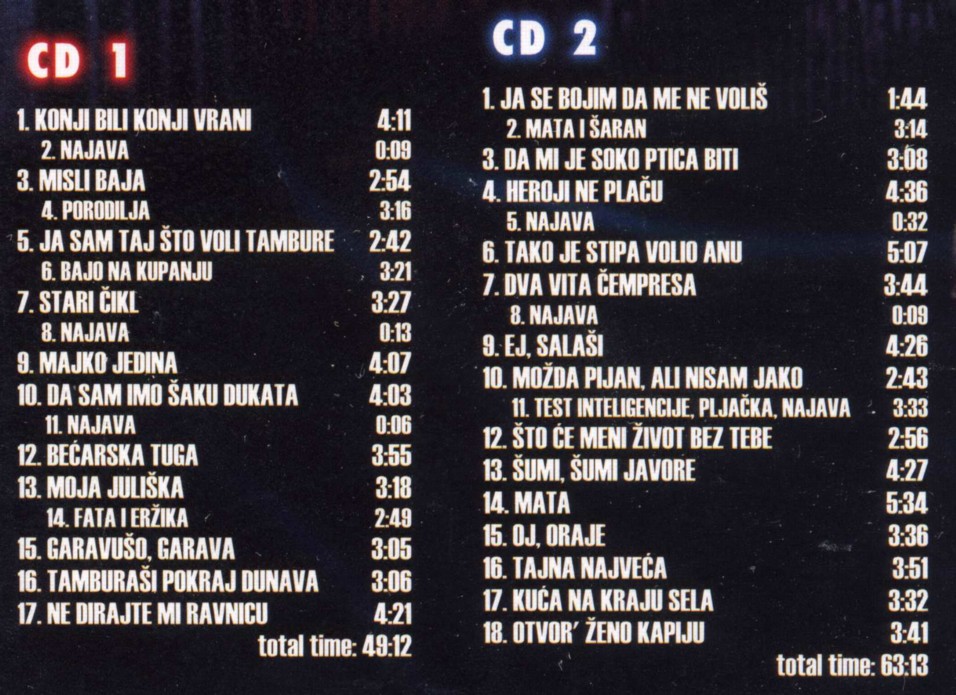 CD 1
1. KONJI BILI KONJI VRANI 4:11
2. NAJAVA 0:09
3. MISLI BAJA 2:54
4. PORODILJA 3:16
5. JA SAM TAJ ŠTO VOLI TAMBURE 2:42
6. BAJO NA KUPANJU 3:21
7. STARI ČIKL 3:27
8. NAJAVA 0:13
9. MAJKO JEDINA 4:07
10. DA SAM IMO ŠAKU DUKATA 4:03
11. NAJAVA 0:06
12. BEĆARSKA TUGA 3:55
13. MOJA JULIŠKA 3:18
14. FATA I ERŽIKA 2:49
15. GARAVUŠO, GARAVA 3:05
16. TAMBURAŠI POKRAJ DUNAVA 3:06
17. NE DIRAJTE MI RAVNICU 4:21
total time: 49:12
CD 2
1. JA SE BOJIM DA ME NE VOLIŠ 1:44
2. MATA I ŠARAN 3:14
3. DA MI JE SOKO PTICA BITI 3:08
4. HEROJI NE PLAČU 4:36
5. NAJAVA 0:32
6. TAKO JE STIPA VOLIO ANU 5:07
7. DVA VITA ČEMPRESA 3:44
8. NAJAVA 0:09
9. EJ, SALAŠI 4:26
10. MOŽDA PIJAN, ALI NISAM JAKO 2:43
11. TEST INTELIGENCIJE, PLJAČKA, NAJAVA 3:33
12. ŠTO ĆE MENI ŽIVOT BEZ TEBE 2:56
13. ŠUMI, ŠUMI JAVORE 4:27
14. MATA 5:34
15. OJ, ORAJE 3:36
16. TAJNA NAJVEĆA 3:51
17. KUĆA NA KRAJU SELA 3:32
18. OTVOR' ŽENO KAPIJU 3:41
total time: 63:13